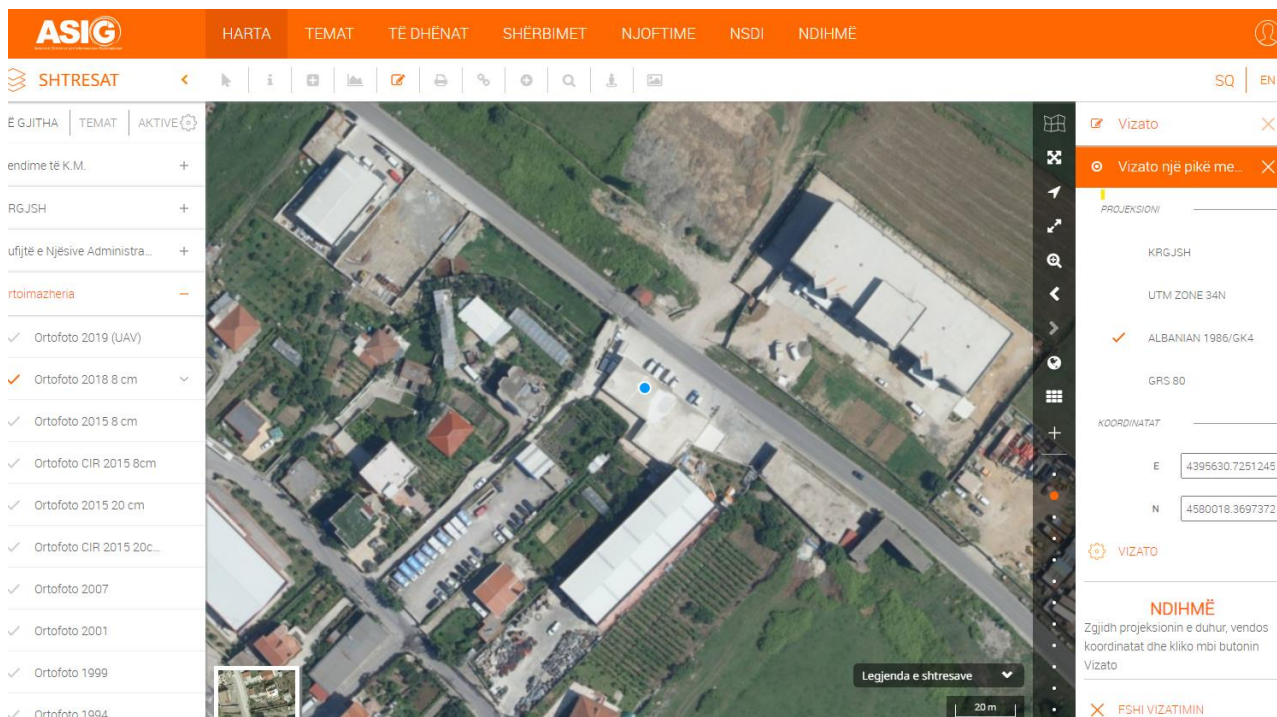 ASIG
HARTA TEMAT TË DHËNAT SHËRBIMET NJOFTIME NSDI NDIHMË
SHTRESAT
SQ EN
Ë GJITHA TEMAT AKTIVE
endime të K.M.
RGJSH
ufijtë e Njësive Administra...
rtoimazheria
Ortofoto 2019 (UAV)
Ortofoto 2018 8 cm
Ortofoto 2015 8 cm
Ortofoto CIR 2015 8cm
Ortofoto 2015 20 cm
Ortofoto CIR 2015 20c...
Ortofoto 2007
Ortofoto 2001
Ortofoto 1999
Ortofoto 1994
Legjenda e shtresave
20 m
Vizato
Vizato një pikë me...
PROJEKSIONI
KRGJSH
UTM ZONE 34N
ALBANIAN 1986/GK4
GRS 80
KOORDINATAT
E 4395630.7251245
N 4580018.3697372
VIZATO
NDIHMË
Zgjidh projeksionin e duhur, vendos
koordinatat dhe kliko mbi butonin
Vizato
FSHI VIZATIMIN